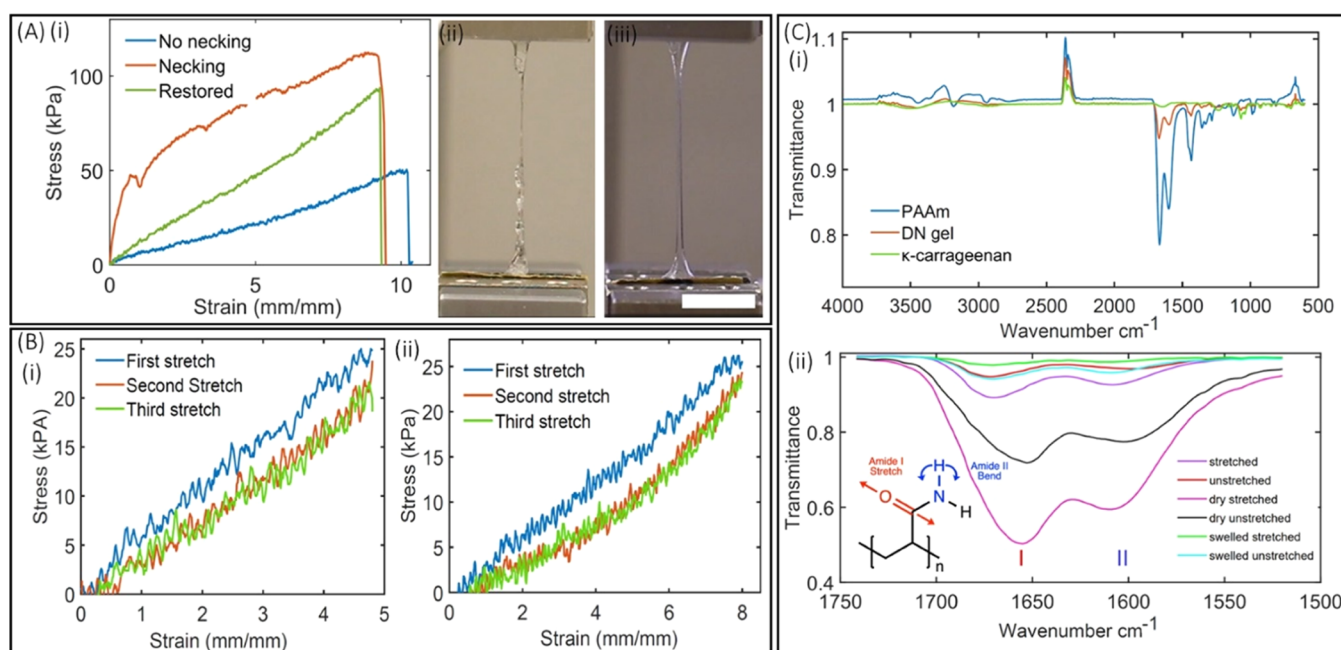 (A) (i)
No necking
Necking
Restored
Stress (kPa)
100
50
0
0 5 10
Strain (mm/mm)
(ii)
(iii)
(B)
(i)
First stretch
Second Stretch
Third stretch
Stress (kPA)
25
20
15
10
5
0
0 1 2 3 4 5
Strain (mm/mm)
(ii)
First stretch
Second stretch
Third stretch
Stress (kPa)
25
20
15
10
5
0
0 2 4 6 8
Strain (mm/mm)
(C)
(i)
1.1
1
0.9
0.8
Transmittance
PAAm
DN gel
κ-carrageenan
4000 3500 3000 2500 2000 1500 1000 500
Wavenumber cm-1
(ii)
1
0.8
0.6
0.4
Transmittance
Amide I
Stretch
Amide II
Bend
O
H
N
H
n
I
II
stretched
unstretched
dry stretched
dry unstretched
swelled stretched
swelled unstretched
1750 1700 1650 1600 1550 1500
Wavenumber cm-1